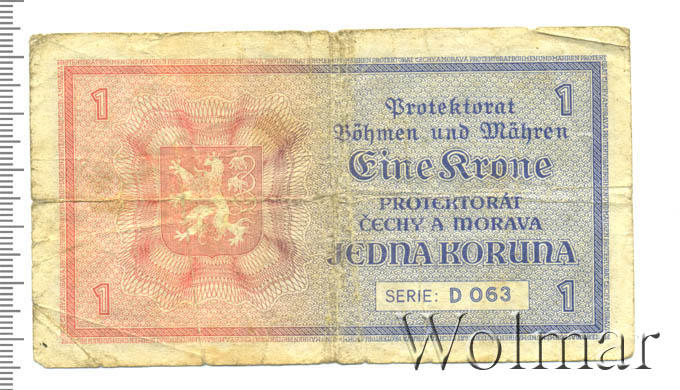 1
1
Protektorat
Böhmen und Mähren
Eine Krone
PROTEKTORÁT
ČECHY A MORAVA
JEDNA KORUNA
SERIE: D 063
1
1
Wolmar